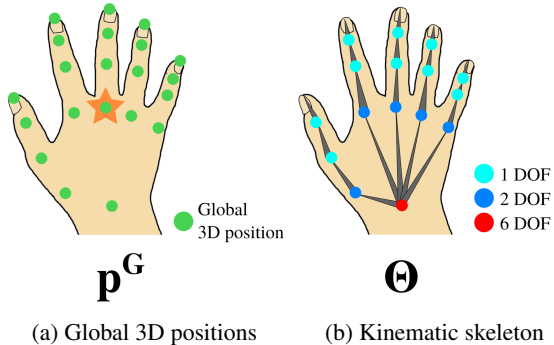 Global
3D position
1 DOF
2 DOF
6 DOF
p^G
Θ
(a) Global 3D positions
(b) Kinematic skeleton